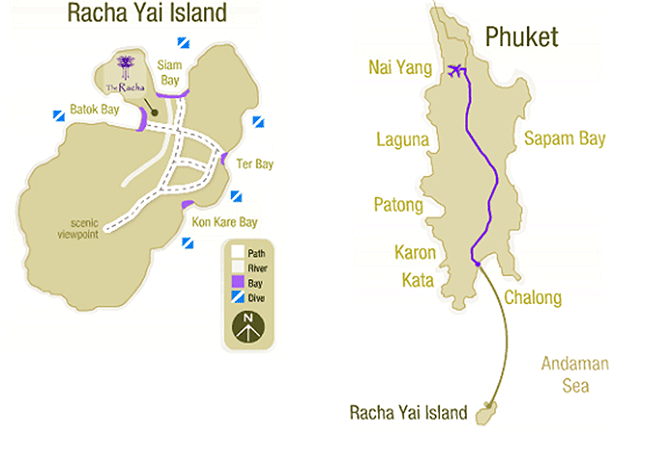 Racha Yai Island
The Racha
Siam
Bay
Batok Bay
Ter Bay
Kon Kare Bay
scenic
viewpoint
Path
River
Bay
Dive
N
Phuket
Nai Yang
Laguna
Sapam Bay
Patong
Karon
Kata
Chalong
Andaman
Sea
Racha Yai Island